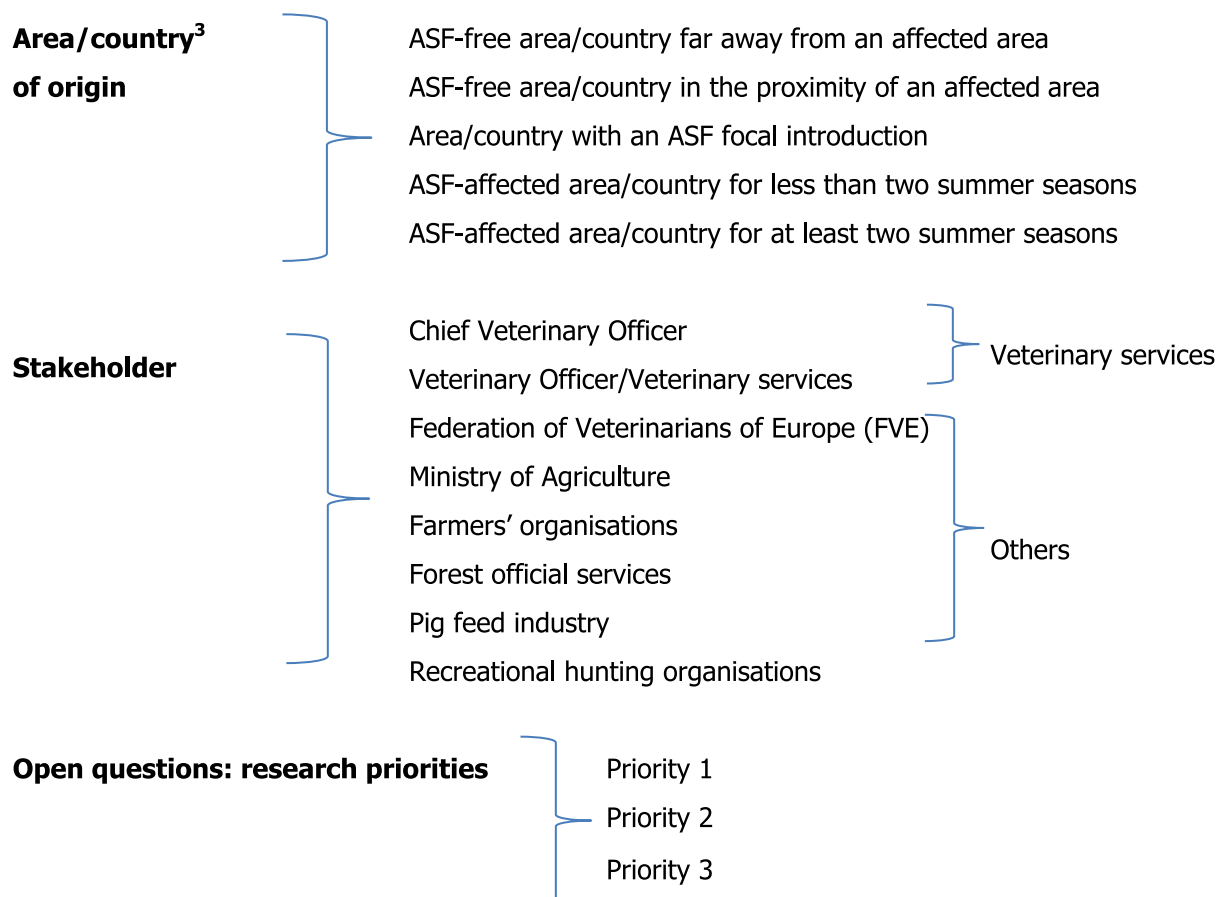 Area/country³
of origin
ASF-free area/country far away from an affected area
ASF-free area/country in the proximity of an affected area
Area/country with an ASF focal introduction
ASF-affected area/country for less than two summer seasons
ASF-affected area/country for at least two summer seasons
Stakeholder
Chief Veterinary Officer
Veterinary Officer/Veterinary services
Veterinary services
Federation of Veterinarians of Europe (FVE)
Ministry of Agriculture
Farmers’ organisations
Forest official services
Pig feed industry
Others
Recreational hunting organisations
Open questions: research priorities
Priority 1
Priority 2
Priority 3